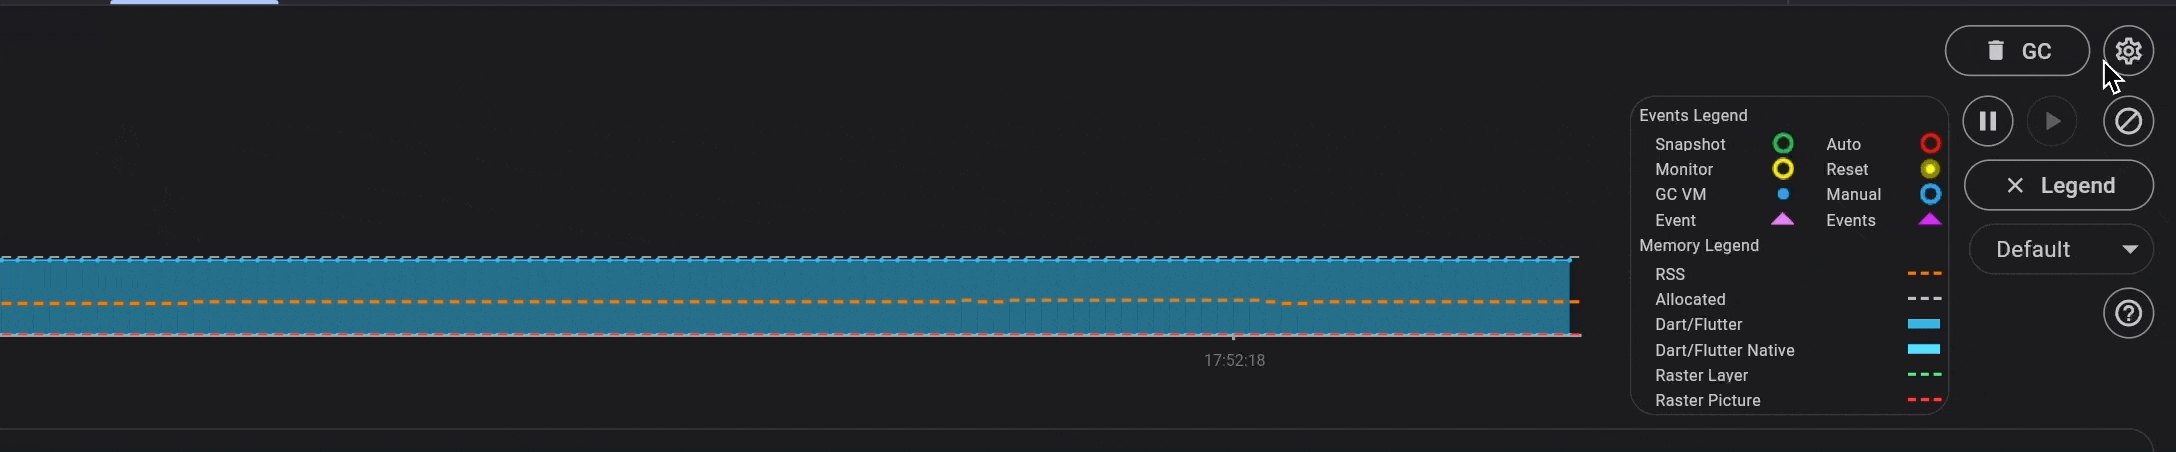 GC
Events Legend
Snapshot Auto
Monitor Reset
GC VM Manual
Event Events
Memory Legend
RSS
Allocated
Dart/Flutter
Dart/Flutter Native
Raster Layer
Raster Picture
Legend
Default
17:52:18